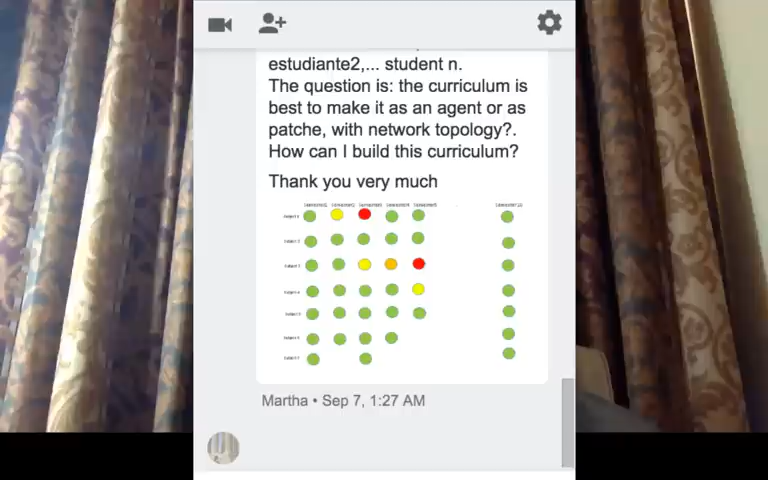 estudiante2,... student n.
The question is: the curriculum is
best to make it as an agent or as
patche, with network topology?.
How can I build this curriculum?
Thank you very much
Martha • Sep 7, 1:27 AM